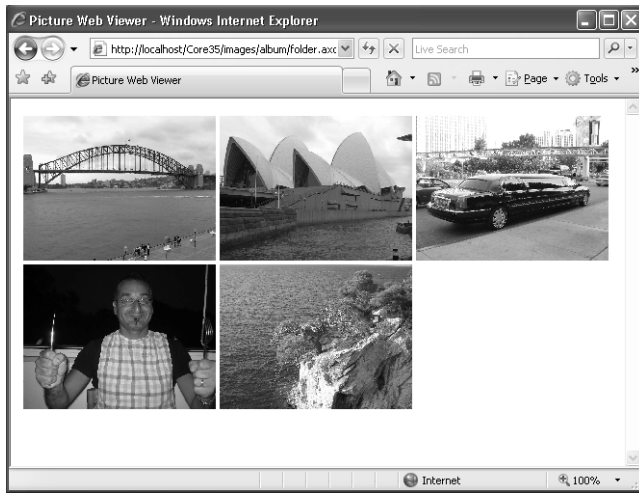 Picture Web Viewer - Windows Internet Explorer
http://localhost/Core35/images/album/folder.axd
Live Search
Picture Web Viewer
Page
Tools
»
Internet
100%